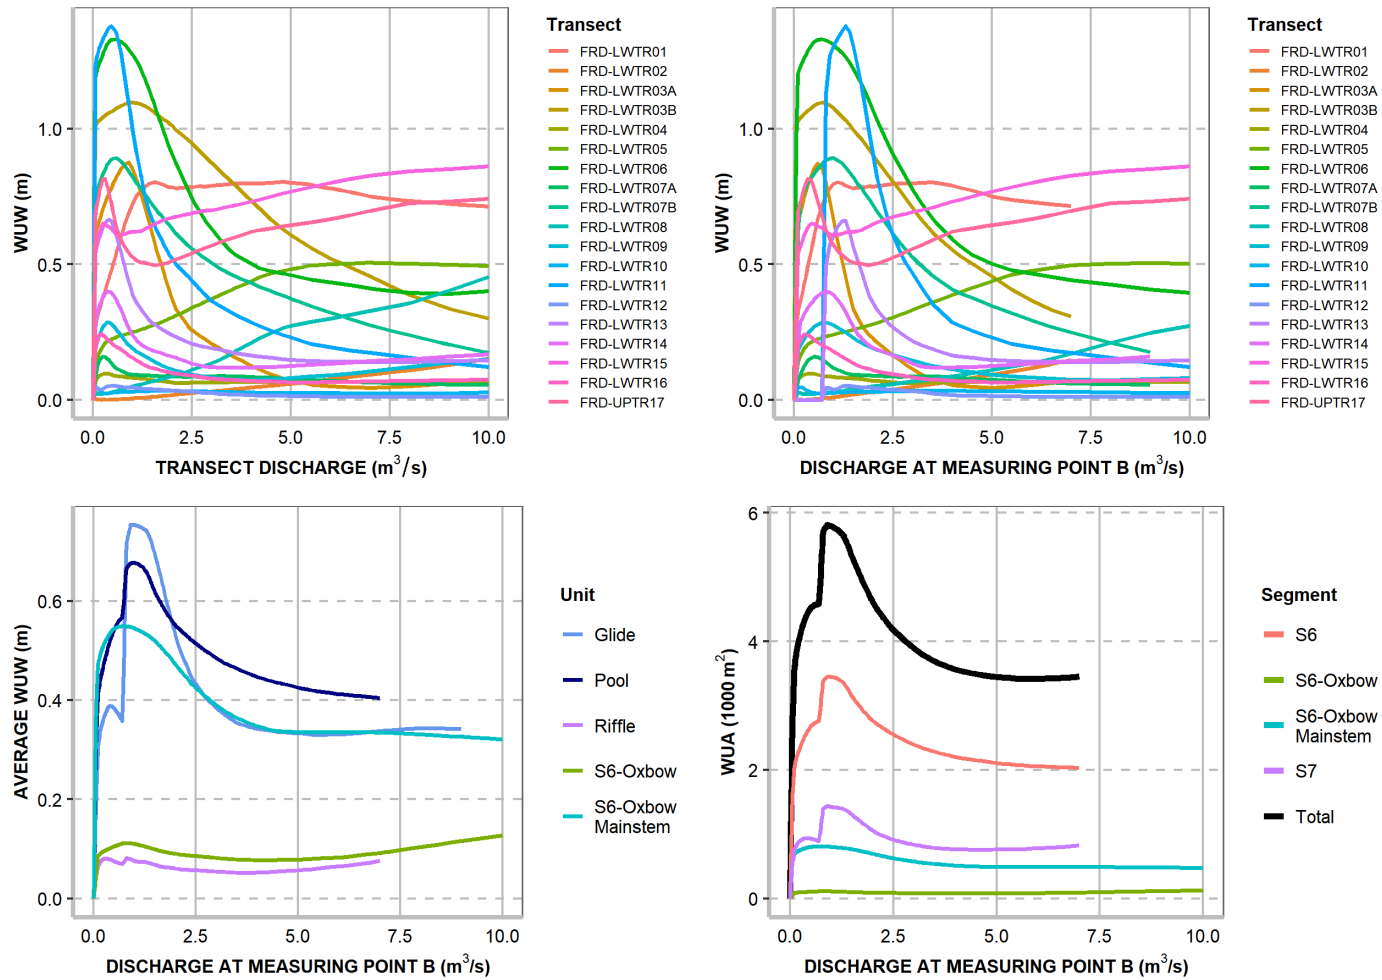 Transect
FRD-LWTR01
FRD-LWTR02
FRD-LWTR03A
FRD-LWTR03B
FRD-LWTR04
FRD-LWTR05
FRD-LWTR06
FRD-LWTR07A
FRD-LWTR07B
FRD-LWTR08
FRD-LWTR09
FRD-LWTR10
FRD-LWTR11
FRD-LWTR12
FRD-LWTR13
FRD-LWTR14
FRD-LWTR15
FRD-LWTR16
FRD-UPTR17
WUW (m)
1.0
0.5
0.0
0.0 2.5 5.0 7.5 10.0
TRANSECT DISCHARGE (m³/s)
Transect
FRD-LWTR01
FRD-LWTR02
FRD-LWTR03A
FRD-LWTR03B
FRD-LWTR04
FRD-LWTR05
FRD-LWTR06
FRD-LWTR07A
FRD-LWTR07B
FRD-LWTR08
FRD-LWTR09
FRD-LWTR10
FRD-LWTR11
FRD-LWTR12
FRD-LWTR13
FRD-LWTR14
FRD-LWTR15
FRD-LWTR16
FRD-UPTR17
WUW (m)
1.0
0.5
0.0
0.0 2.5 5.0 7.5 10.0
DISCHARGE AT MEASURING POINT B (m³/s)
AVERAGE WUW (m)
0.6
0.4
0.2
0.0
0.0 2.5 5.0 7.5 10.0
DISCHARGE AT MEASURING POINT B (m³/s)
Unit
Glide
Pool
Riffle
S6-Oxbow
S6-Oxbow
Mainstem
WUA (1000 m²)
6
4
2
0
0.0 2.5 5.0 7.5 10.0
DISCHARGE AT MEASURING POINT B (m³/s)
Segment
S6
S6-Oxbow
S6-Oxbow
Mainstem
S7
Total